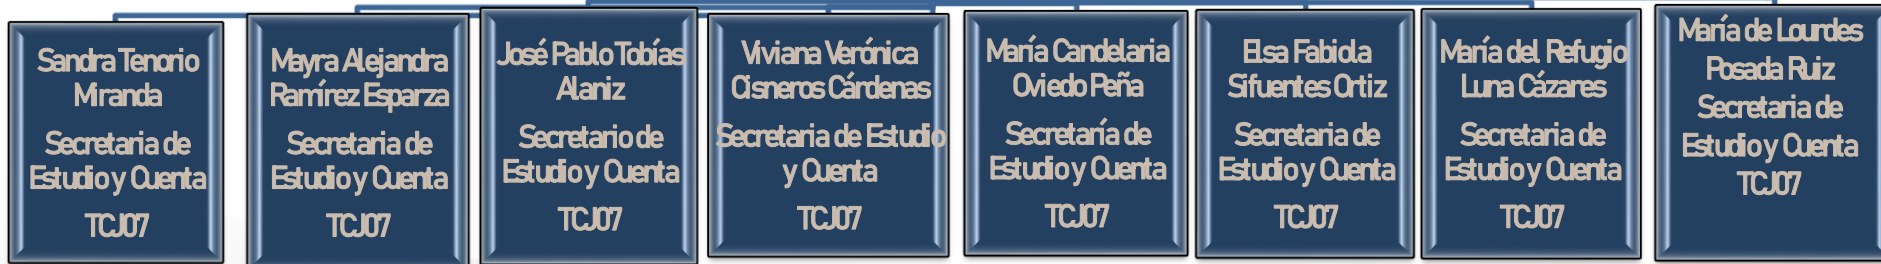 Sandra Tenorio
Miranda
Secretaria de
Estudio y Cuenta
TCJ07
Mayra Alejandra
Ramírez Esparza
Secretaria de
Estudio y Cuenta
TCJ07
José Pablo Tobías
Alaniz
Secretario de
Estudio y Cuenta
TCJ07
Viviana Verónica
Cisneros Cárdenas
Secretaria de Estudio
y Cuenta
TCJ07
María Candelaria
Oviedo Peña
Secretaría de
Estudio y Cuenta
TCJ07
Elsa Fabiola
Sifuentes Ortiz
Secretaria de
Estudio y Cuenta
TCJ07
María del Refugio
Luna Cázares
Secretaria de
Estudio y Cuenta
TCJ07
María de Lourdes
Posada Ruiz
Secretaria de
Estudio y Cuenta
TCJ07